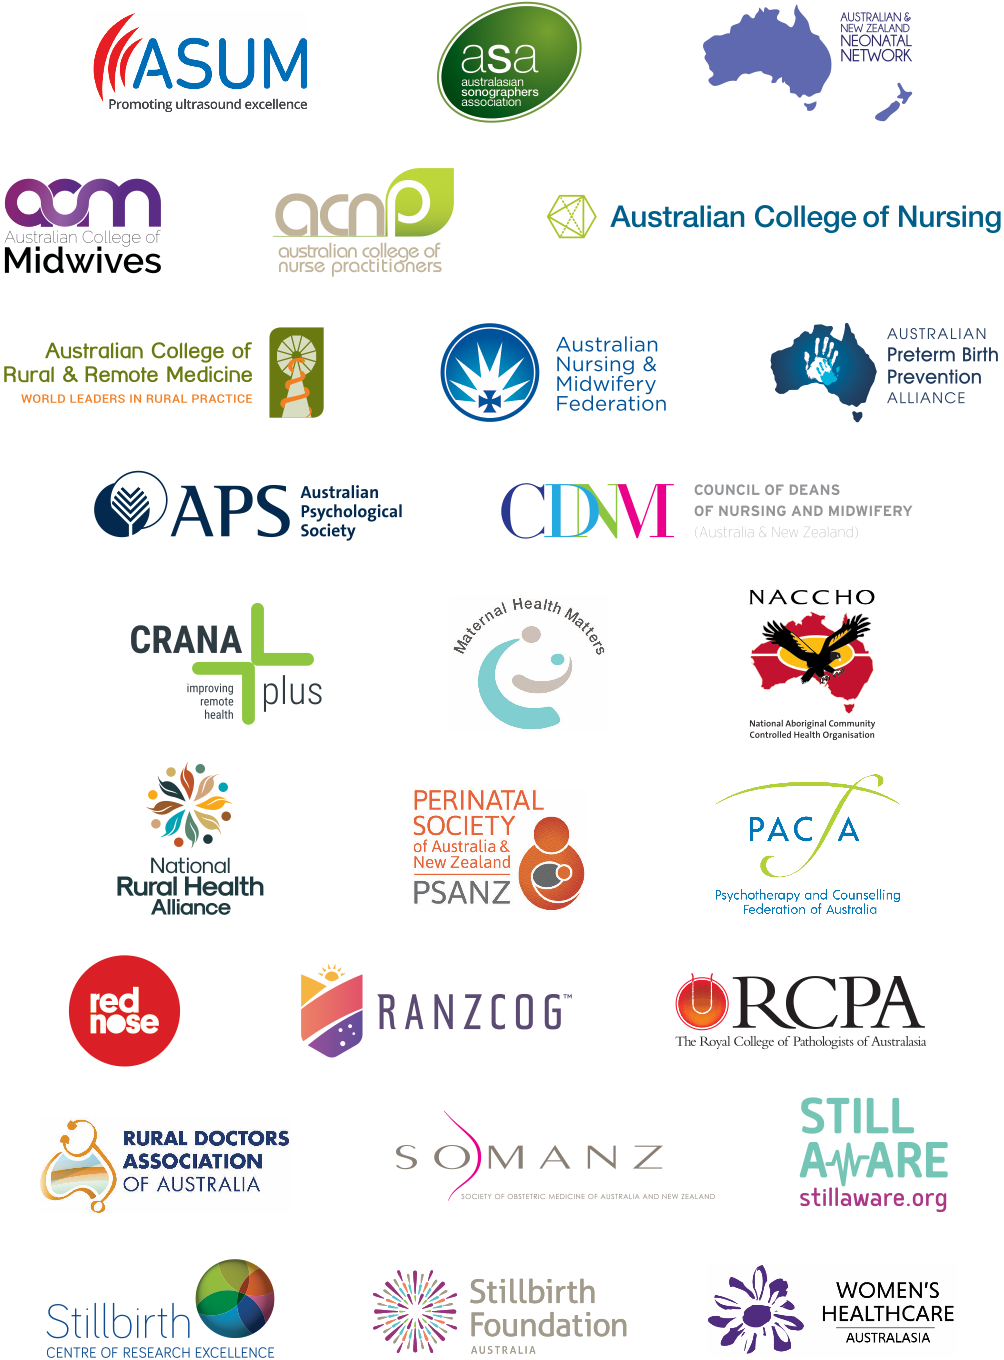 ASUM
Promoting ultrasound excellence
asa
australasian
sonographers
association
AUSTRALIAN &
NEW ZEALAND
NEONATAL
NETWORK
acm
Australian College of
Midwives
acnp
australian college of
nurse practitioners
Australian College of Nursing
Australian College of
Rural & Remote Medicine
WORLD LEADERS IN RURAL PRACTICE
Australian
Nursing &
Midwifery
Federation
AUSTRALIAN
Preterm Birth
Prevention
ALLIANCE
APS
Australian
Psychological
Society
CDNM
COUNCIL OF DEANS
OF NURSING AND MIDWIFERY
(Australia & New Zealand)
CRANA
plus
improving
remote
health
Maternal Health Matters
NACCHO
National Aboriginal Community
Controlled Health Organisation
National
Rural Health
Alliance
PERINATAL
SOCIETY
of Australia &
New Zealand
PSANZ
PACFA
Psychotherapy and Counselling
Federation of Australia
red
nose
RANZCOG™
RCPA
The Royal College of Pathologists of Australasia
RURAL DOCTORS
ASSOCIATION
OF AUSTRALIA
SOMANZ
SOCIETY OF OBSTETRIC MEDICINE OF AUSTRALIA AND NEW ZEALAND
STILL
AWARE
stillaware.org
Stillbirth
CENTRE OF RESEARCH EXCELLENCE
Stillbirth
Foundation
AUSTRALIA
WOMEN'S
HEALTHCARE
AUSTRALASIA